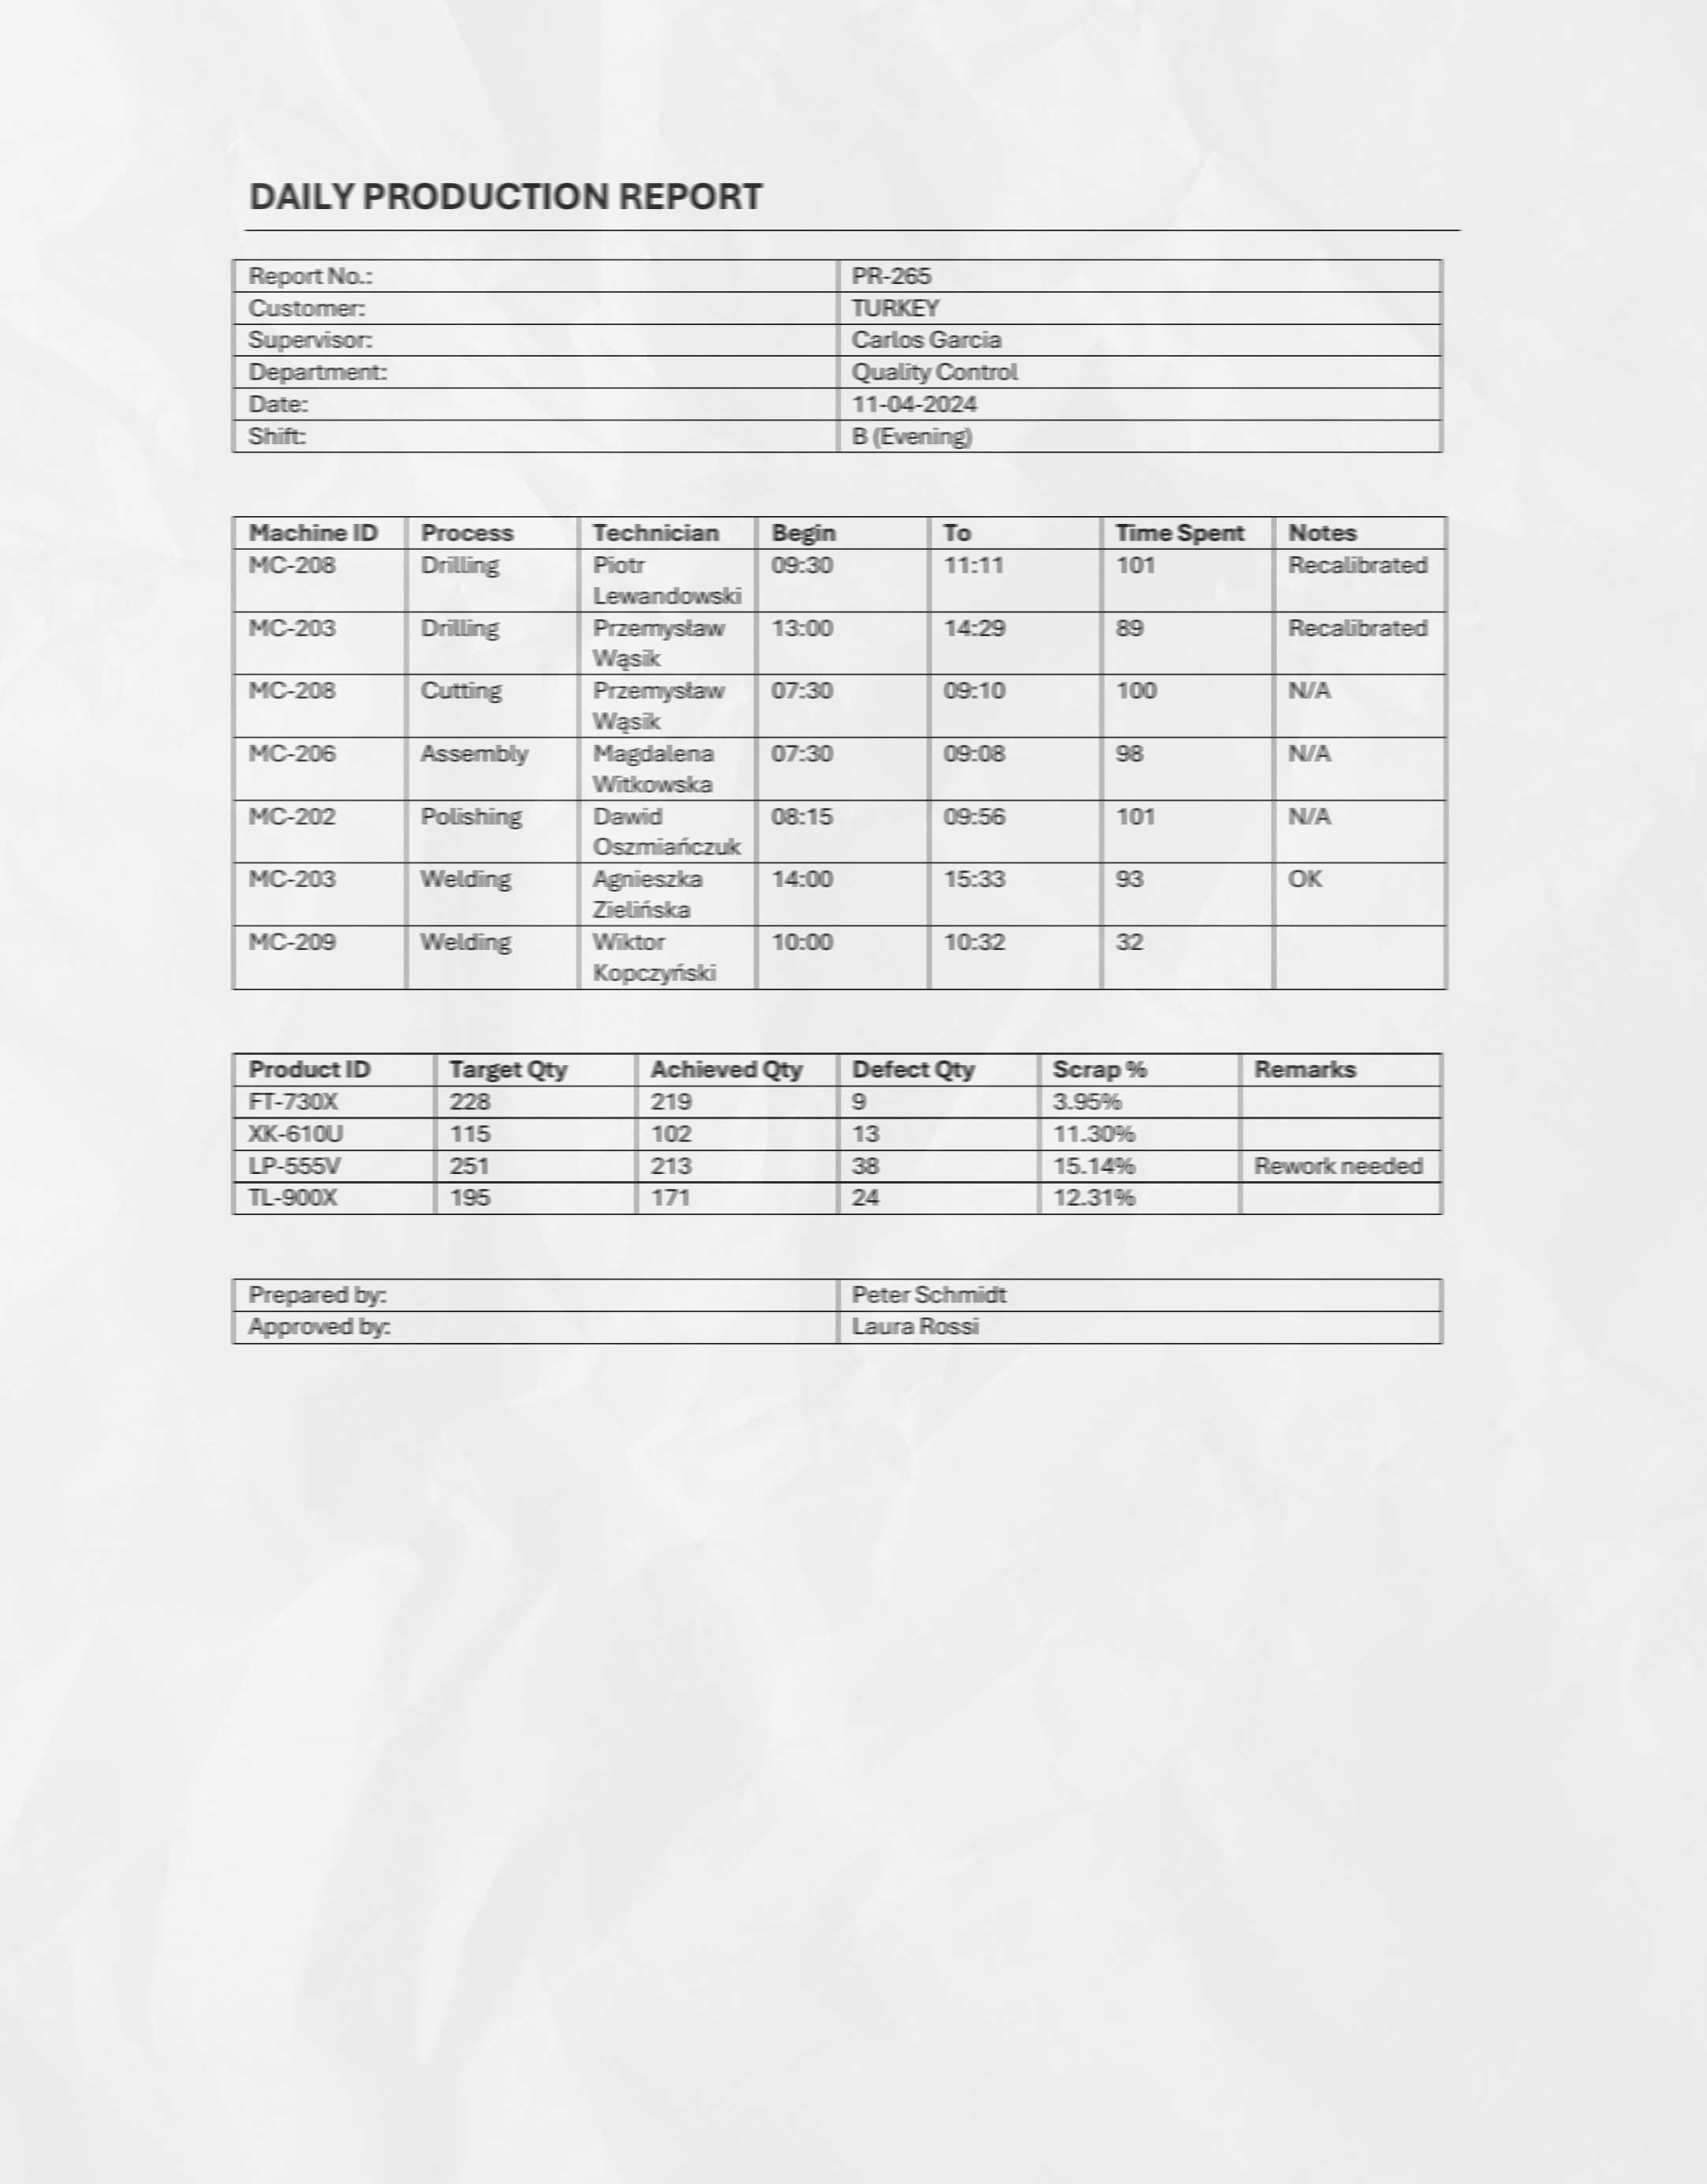 DAILY PRODUCTION REPORT
Report No.: PR-265
Customer: TURKEY
Supervisor: Carlos Garcia
Department: Quality Control
Date: 11-04-2024
Shift: B (Evening)
Machine ID Process Technician Begin To Time Spent Notes
MC-208 Drilling Piotr 09:30 11:11 101 Recalibrated
Lewandowski
MC-203 Drilling Przemysław 13:00 14:29 89 Recalibrated
Wąsik
MC-208 Cutting Przemysław 07:30 09:10 100 N/A
Wąsik
MC-206 Assembly Magdalena 07:30 09:08 98 N/A
Witkowska
MC-202 Polishing Dawid 08:15 09:56 101 N/A
Oszmiańczuk
MC-203 Welding Agnieszka 14:00 15:33 93 OK
Zielińska
MC-209 Welding Wiktor 10:00 10:32 32
Kopczyński
Product ID Target Qty Achieved Qty Defect Qty Scrap % Remarks
FT-730X 228 219 9 3.95%
XK-610U 115 102 13 11.30%
LP-555V 251 213 38 15.14% Rework needed
TL-900X 195 171 24 12.31%
Prepared by: Peter Schmidt
Approved by: Laura Rossi